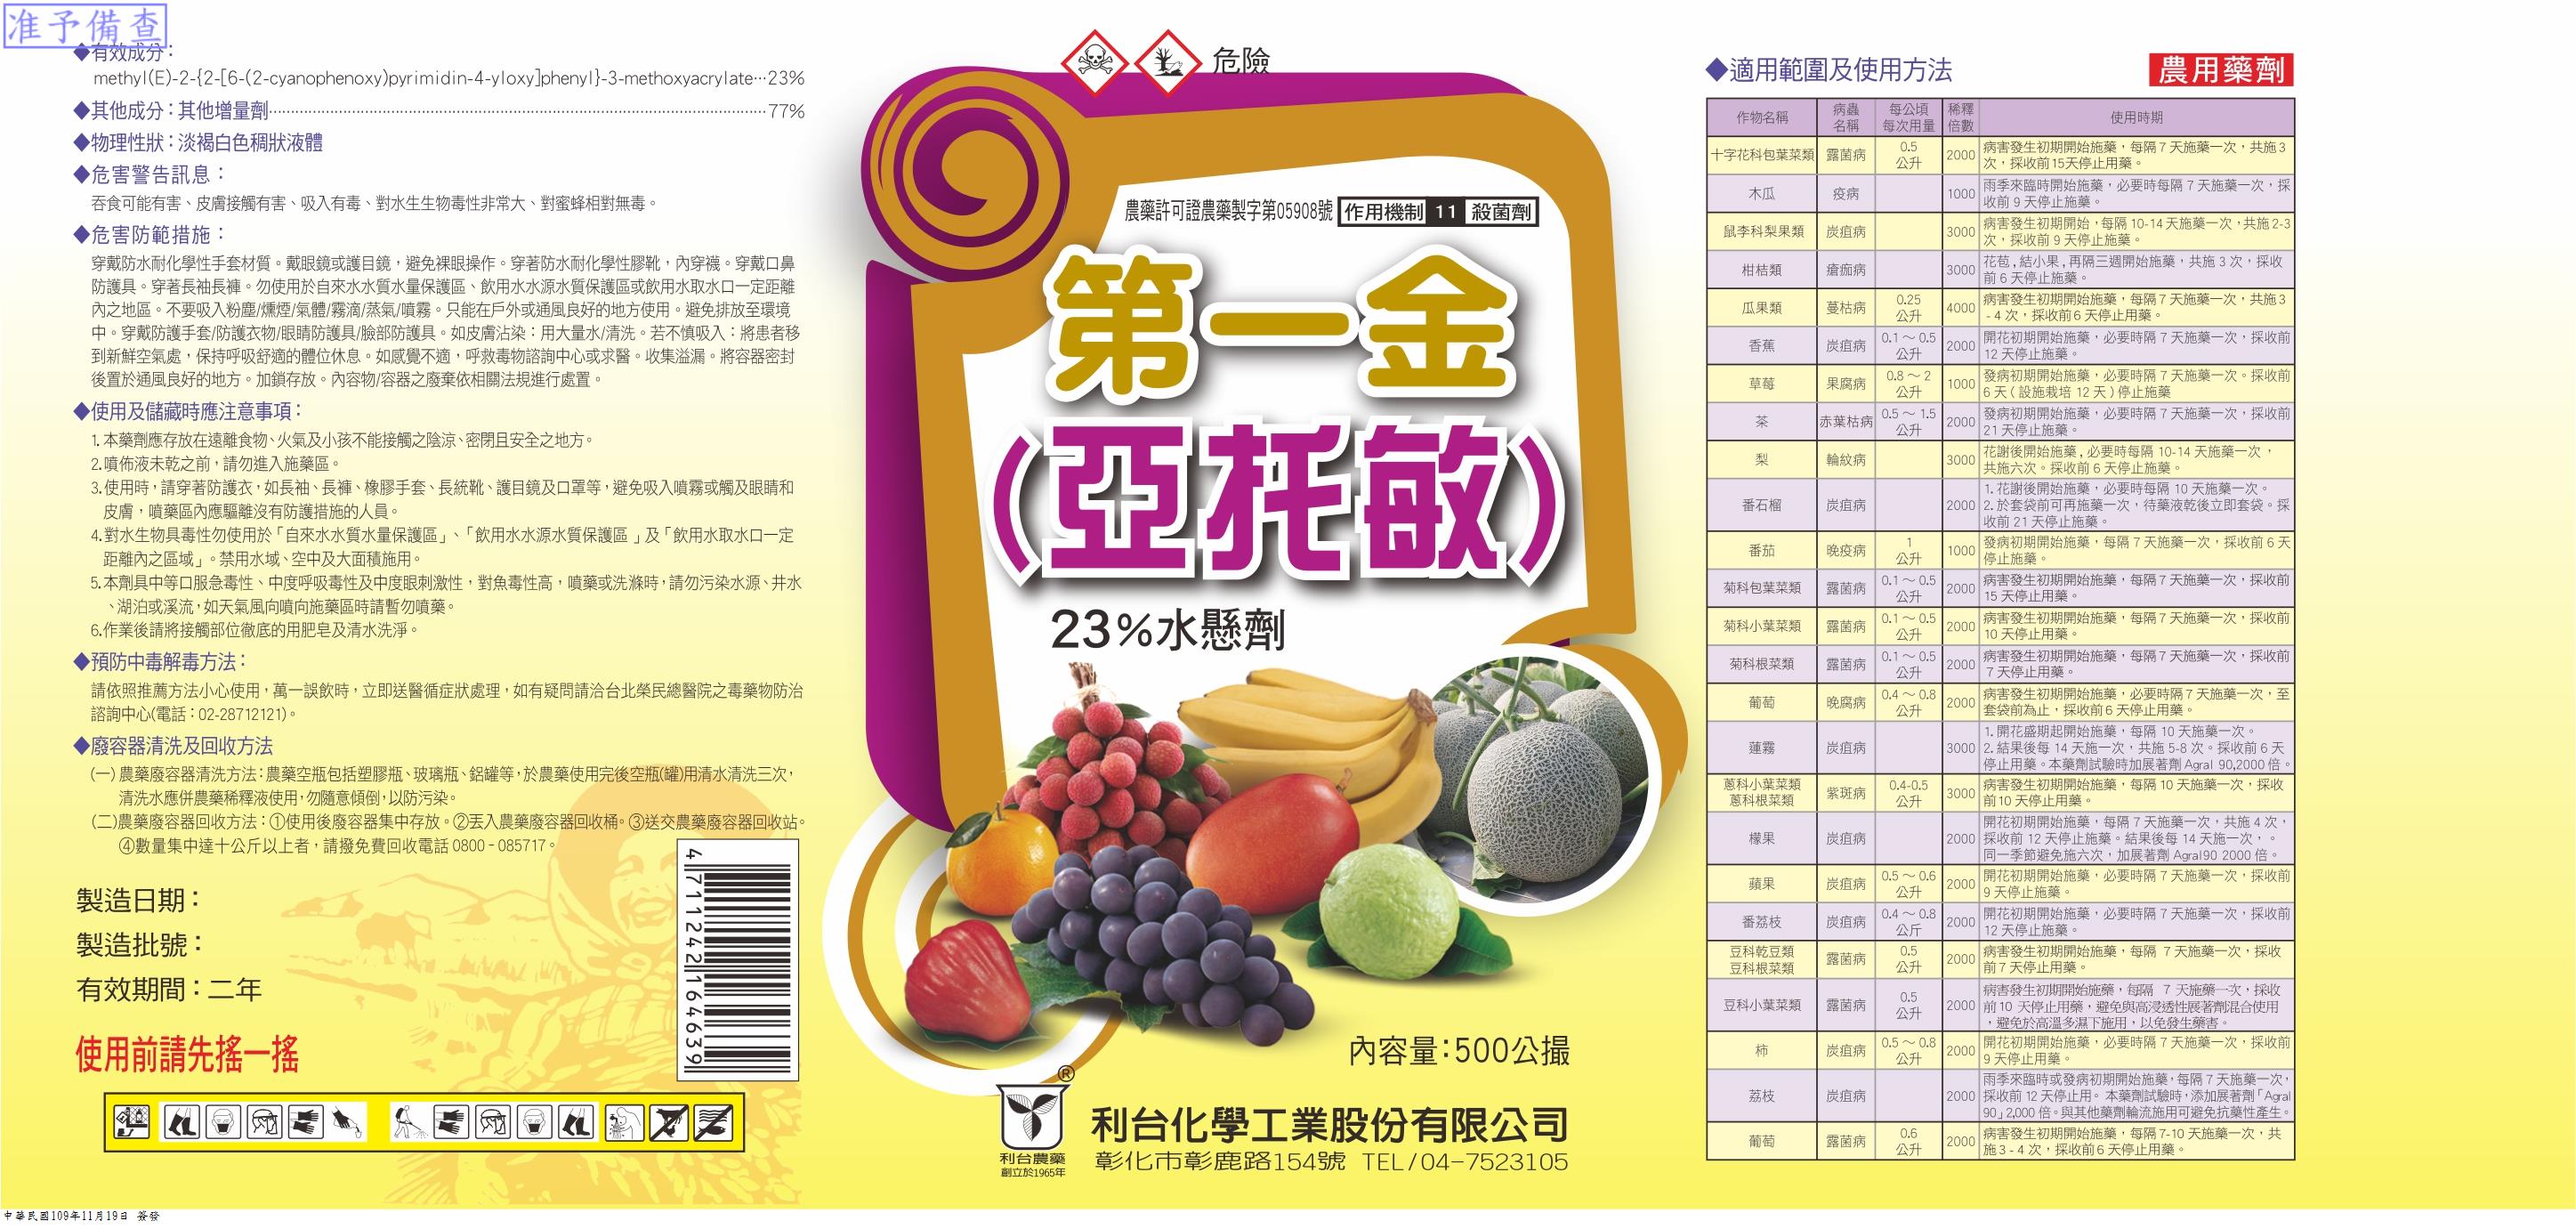 准予備查
◆有效成分：
methyl(E)-2-{2-[6-(2-cyanophenoxy)pyrimidin-4-yloxy]phenyl}-3-methoxyacrylate…23%
◆其他成分：其他增量劑……77%
◆物理性狀：淡褐白色稠狀液體
◆危害警告訊息：
吞食可能有害、皮膚接觸有害、吸入有毒、對水生生物毒性非常大、對蜜蜂相對無毒。
◆危害防範措施：
穿戴防水耐化學性手套材質。戴眼鏡或護目鏡，避免裸眼操作。穿著防水耐化學性膠靴，內穿襪。穿戴口鼻
防護具。穿著長袖長褲。勿使用於自來水水質水量保護區、飲用水水源水質保護區或飲用水取水口一定距離
內之地區。不要吸入粉塵/燻煙/氣體/霧滴/蒸氣/噴霧。只能在戶外或通風良好的地方使用。避免排放至環境
中。穿戴防護手套/防護衣物/眼睛防護具/臉部防護具。如皮膚沾染：用大量水/清洗。若不慎吸入：將患者移
到新鮮空氣處，保持呼吸舒適的體位休息。如感覺不適，呼救毒物諮詢中心或求醫。收集溢漏。將容器密封
後置於通風良好的地方。加鎖存放。內容物/容器之廢棄依相關法規進行處置。
◆使用及儲藏時應注意事項：
1. 本藥劑應存放在遠離食物、火氣及小孩不能接觸之陰涼、密閉且安全之地方。
2. 噴佈液未乾之前，請勿進入施藥區。
3. 使用時，請穿著防護衣，如長袖、長褲、橡膠手套、長統靴、護目鏡及口罩等，避免吸入噴霧或觸及眼睛和
皮膚，噴藥區內應驅離沒有防護措施的人員。
4. 對水生物具毒性勿使用於「自來水水質水量保護區」、「飲用水水源水質保護區 」及「飲用水取水口一定
距離內之區域」。禁用水域、空中及大面積施用。
5. 本劑具中等口服急毒性、中度呼吸毒性及中度眼刺激性，對魚毒性高，噴藥或洗滌時，請勿污染水源、井水
、湖泊或溪流，如天氣風向噴向施藥區時請暫勿噴藥。
6.作業後請將接觸部位徹底的用肥皂及清水洗淨。
◆預防中毒解毒方法：
請依照推薦方法小心使用，萬一誤飲時，立即送醫循症狀處理，如有疑問請洽台北榮民總醫院之毒藥物防治
諮詢中心(電話：02-28712121)。
◆廢容器清洗及回收方法
(一) 農藥廢容器清洗方法：農藥空瓶包括塑膠瓶、玻璃瓶、鋁罐等，於農藥使用完後空瓶(罐)用清水清洗三次，
清洗水應併農藥稀釋液使用，勿隨意傾倒，以防污染。
(二)農藥廢容器回收方法：①使用後廢容器集中存放。②丟入農藥廢容器回收桶。③送交農藥廢容器回收站。
④數量集中達十公斤以上者，請撥免費回收電話 0800-085717。
製造日期：
製造批號：
有效期間：二年
使用前請先搖一搖
4 711242 164639
危險
農藥許可證農藥製字第05908號 作用機制 11 殺菌劑
第一金
(亞托敏)
23%水懸劑
內容量：500公撮
®
利台農藥
創立於1965年
利台化學工業股份有限公司
彰化市彰鹿路154號 TEL/04-7523105
◆適用範圍及使用方法
農用藥劑
作物名稱 病蟲名稱 每公頃每次用量 稀釋倍數 使用時期
十字花科包葉菜類 露菌病 0.5公升 2000 病害發生初期開始施藥，每隔 7 天施藥一次，共施 3
次，採收前15天停止用藥。
木瓜 疫病 1000 雨季來臨時開始施藥，必要時每隔 7 天施藥一次，採
收前 9 天停止施藥。
鼠李科梨果類 炭疽病 3000 病害發生初期開始，每隔 10-14 天施藥一次，共施 2-3
次，採收前 9 天停止施藥。
柑桔類 瘡痂病 3000 花苞，結小果，再隔三週開始施藥，共施 3 次，採收
前 6 天停止施藥。
瓜果類 蔓枯病 0.25公升 4000 病害發生初期開始施藥，每隔 7 天施藥一次，共施 3
- 4 次，採收前 6 天停止用藥。
香蕉 炭疽病 0.1～0.5公升 2000 開花初期開始施藥，必要時隔 7 天施藥一次，採收前
12 天停止施藥。
草莓 果腐病 0.8～2公升 1000 發病初期開始施藥，必要時隔 7 天施藥一次。採收前
6 天 ( 設施栽培 12 天 ) 停止施藥
茶 赤葉枯病 0.5～1.5公升 2000 發病初期開始施藥，必要時隔 7 天施藥一次，採收前
21 天停止施藥。
梨 輪紋病 3000 花謝後開始施藥，必要時每隔 10-14 天施藥一次，
共施六次。採收前 6 天停止施藥。
番石榴 炭疽病 2000 1. 花謝後開始施藥，必要時每隔 10 天施藥一次。
2. 於套袋前可再施藥一次，待藥液乾後立即套袋。採
收前 21 天停止施藥。
番茄 晚疫病 1公升 1000 發病初期開始施藥，每隔 7 天施藥一次，採收前 6 天
停止施藥。
菊科包葉菜類 露菌病 0.1～0.5公升 2000 病害發生初期開始施藥，每隔 7 天施藥一次，採收前
15 天停止用藥。
菊科小葉菜類 露菌病 0.1～0.5公升 2000 病害發生初期開始施藥，每隔 7 天施藥一次，採收前
10 天停止用藥。
菊科根菜類 露菌病 0.1～0.5公升 2000 病害發生初期開始施藥，每隔 7 天施藥一次，採收前
7 天停止用藥。
葡萄 晚腐病 0.4～0.8公升 2000 病害發生初期開始施藥，必要時隔 7 天施藥一次，至
套袋前為止，採收前 6 天停止用藥。
蓮霧 炭疽病 3000 1. 開花盛期起開始施藥，每隔 10 天施藥一次。
2. 結果後每 14 天施一次，共施 5-8 次。採收前 6 天
停止用藥。本藥劑試驗時加展著劑 Agral 90,2000 倍。
蔥科小葉菜類 蔥科根菜類 紫斑病 0.4-0.5公升 3000 病害發生初期開始施藥，每隔 10 天施藥一次，採收
前10 天停止用藥。
檬果 炭疽病 2000 開花初期開始施藥，每隔 7 天施藥一次，共施 4 次，
採收前 12 天停止施藥。結果後每 14 天施一次，。
同一季節避免施六次，加展著劑 Agral90 2000 倍。
蘋果 炭疽病 0.5～0.6公升 2000 開花初期開始施藥，必要時隔 7 天施藥一次，採收前
9 天停止施藥。
番荔枝 炭疽病 0.4～0.8公斤 2000 開花初期開始施藥，必要時隔 7 天施藥一次，採收前
12 天停止施藥。
豆科乾豆類 豆科根菜類 露菌病 0.5公升 2000 病害發生初期開始施藥，每隔 7 天施藥一次，採收
前 7 天停止用藥。
豆科小葉菜類 露菌病 0.5公升 2000 病害發生初期開始施藥，每隔 7 天施藥一次，採收
前10 天停止用藥，避免與高浸透性展著劑混合使用
，避免於高溫多濕下施用，以免發生藥害。
柿 炭疽病 0.5～0.8公升 2000 開花初期開始施藥，必要時隔 7 天施藥一次，採收前
9 天停止用藥。
荔枝 炭疽病 2000 雨季來臨時或發病初期開始施藥，每隔 7 天施藥一次，
採收前 12 天停止用。本藥劑試驗時，添加展著劑「Agral
90」2,000 倍。與其他藥劑輪流施用可避免抗藥性產生。
葡萄 露菌病 0.6公升 2000 病害發生初期開始施藥，每隔 7-10 天施藥一次，共
施 3 - 4 次，採收前 6 天停止用藥。
中華民國109年11月19日 簽發